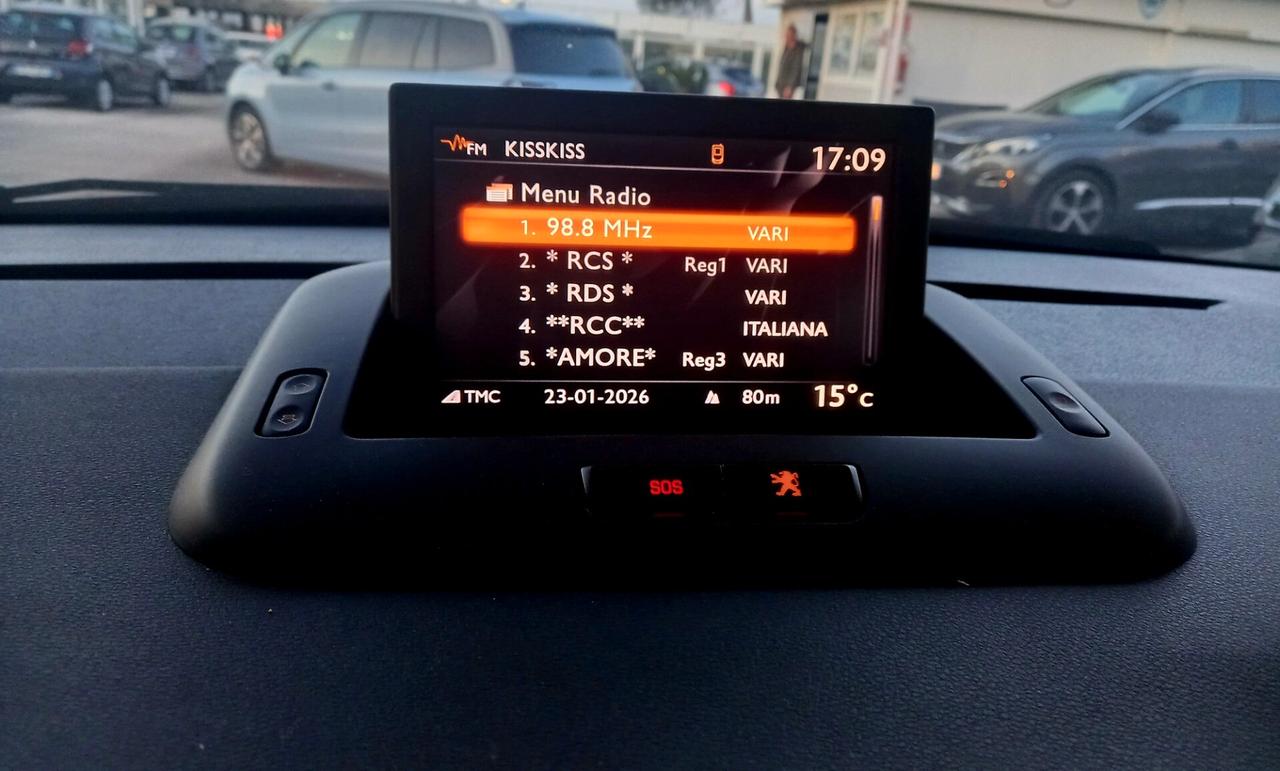 FM KISSKISS 17:09
Menu Radio
1. 98.8 MHz VARI
2. * RCS * Reg1 VARI
3. * RDS * VARI
4. **RCC** ITALIANA
5. *AMORE* Reg3 VARI
TMC 23-01-2026 80m 15°C
SOS